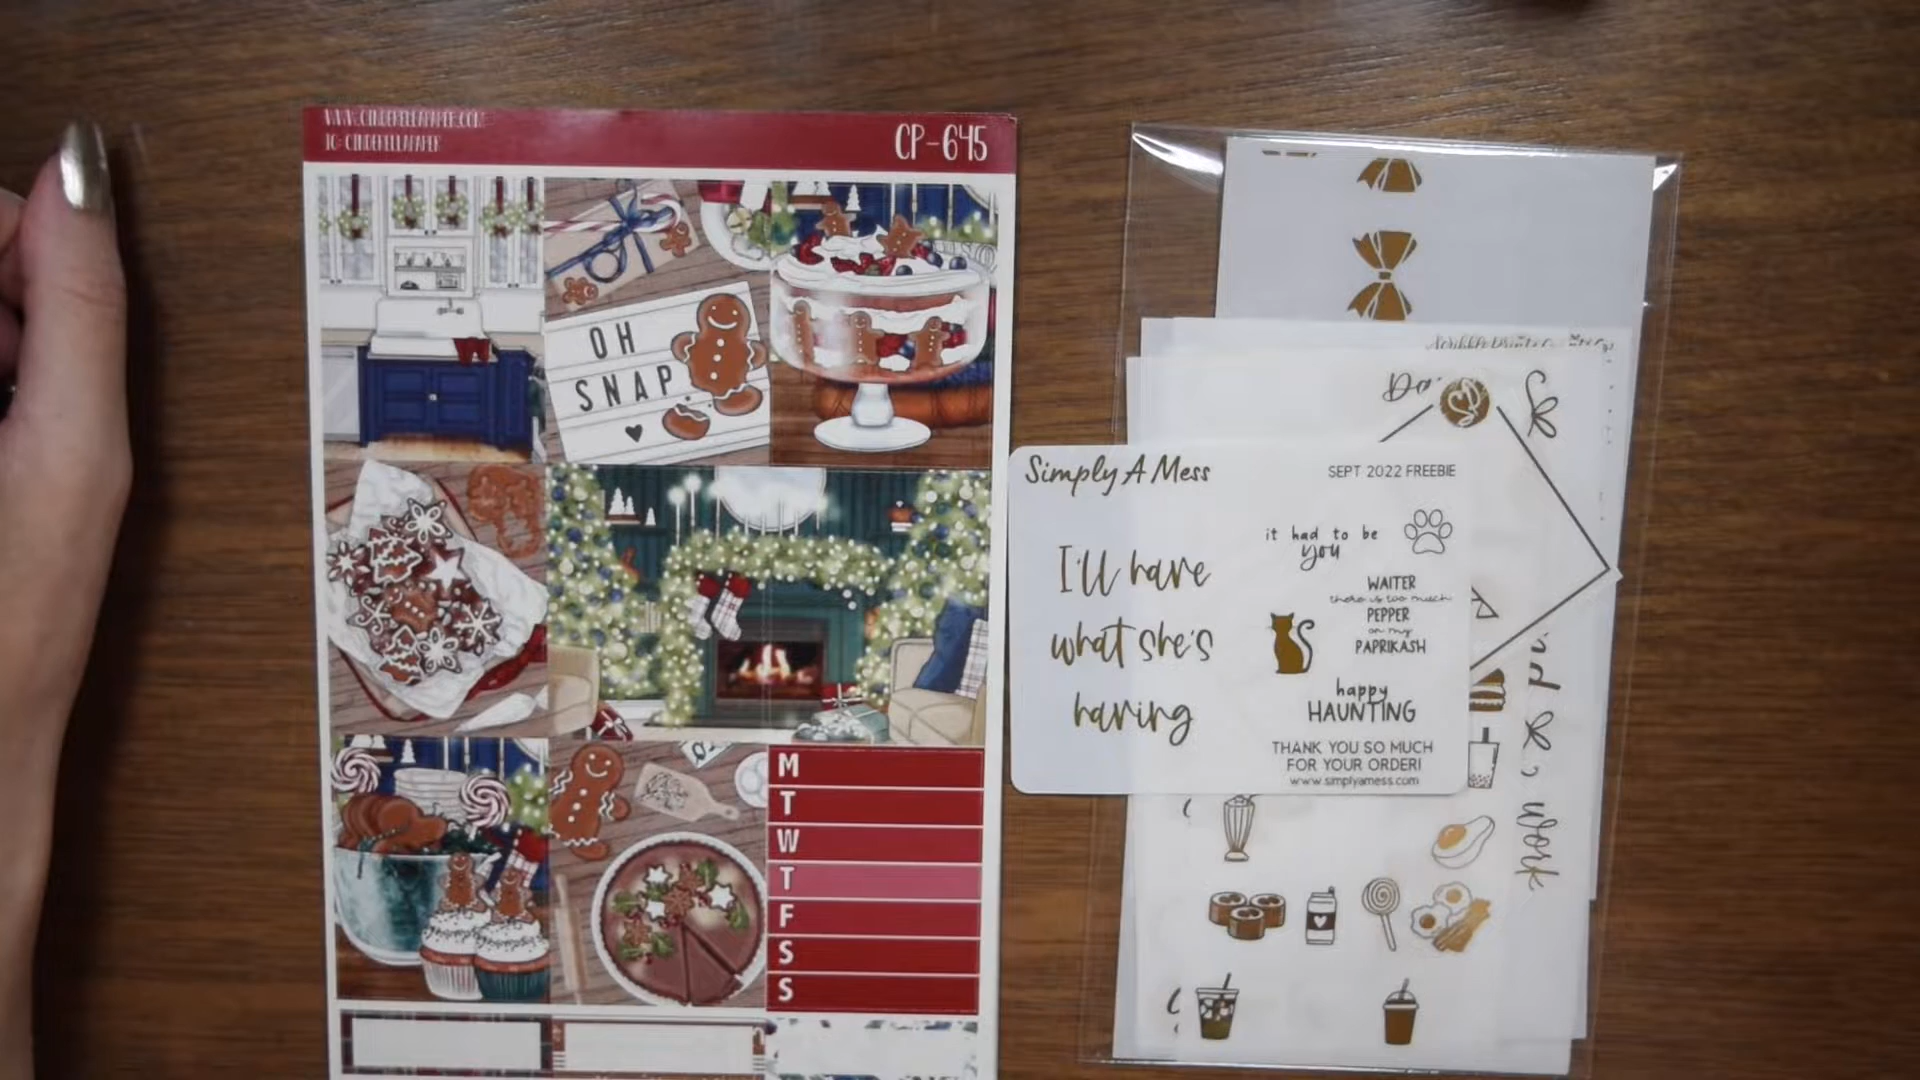 WWW.CINDERELLAPAPER.COM
IG: CINDERELLAPAPER
CP-645
OH
SNAP
M
T
W
T
F
S
S
Simply A Mess
SEPT 2022 FREEBIE
I'll have
what she's
having
it had to be
you
WAITER
there is too much
PEPPER
on my
PAPRIKASH
happy
HAUNTING
THANK YOU SO MUCH
FOR YOUR ORDER!
www.simplyamess.com
work